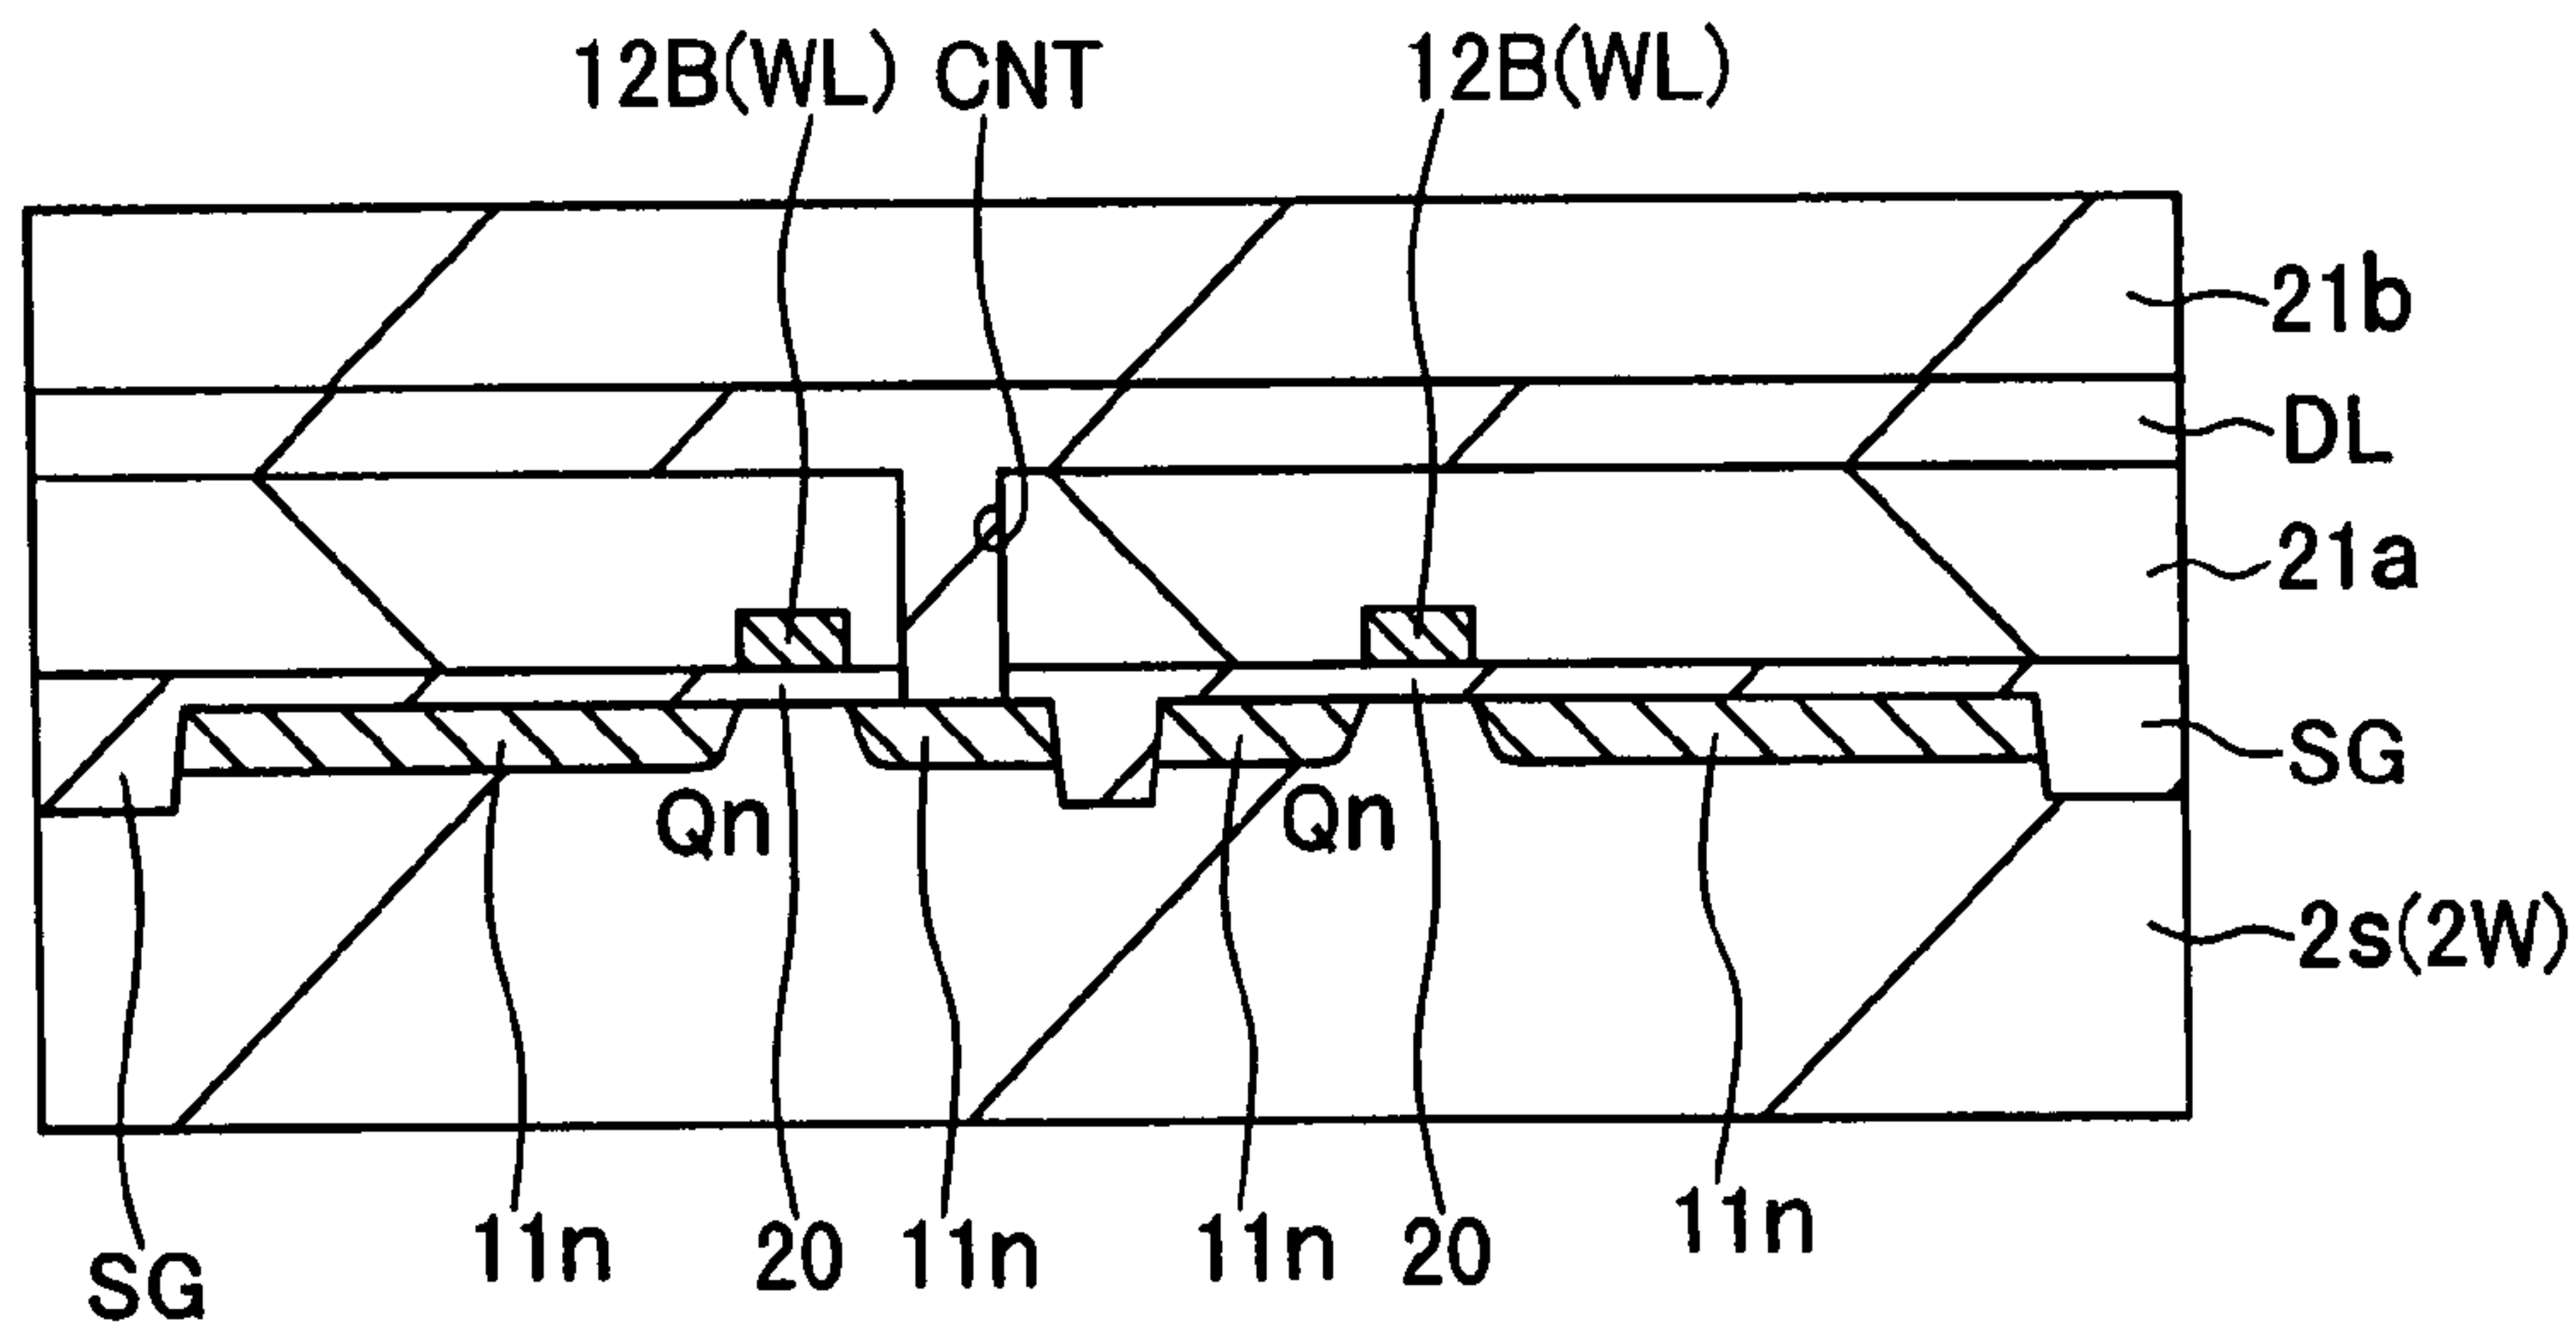 12B(WL) CNT 12B(WL)
21b
DL
21a
SG
Qn Qn
2s(2W)
SG 11n 20 11n 11n 20 11n